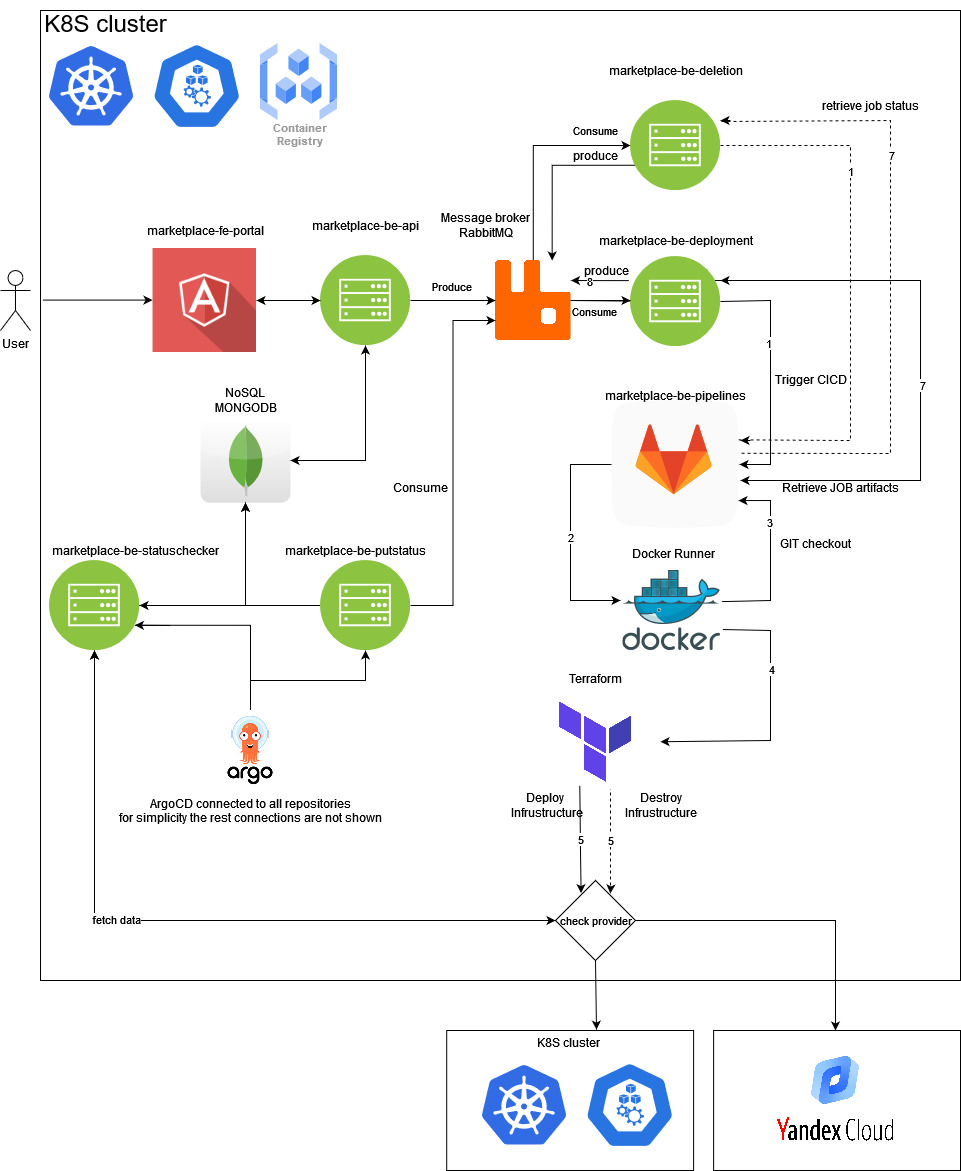 K8S cluster
Container
Registry
marketplace-be-deletion
retrieve job status
Consume
produce
7
1
marketplace-fe-portal
marketplace-be-api
Message broker
RabbitMQ
marketplace-be-deployment
A
produce
8
Produce
Consume
User
1
Trigger CICD
7
NoSQL
MONGODB
marketplace-be-pipelines
Consume
Retrieve JOB artifacts
2
3
GIT checkout
marketplace-be-statuschecker
marketplace-be-putstatus
Docker Runner
docker
4
Terraform
argo
ArgoCD connected to all repositories
for simplicity the rest connections are not shown
Deploy
Infrustructure
Destroy
Infrustructure
5
5
fetch data
check provider
K8S cluster
Yandex Cloud